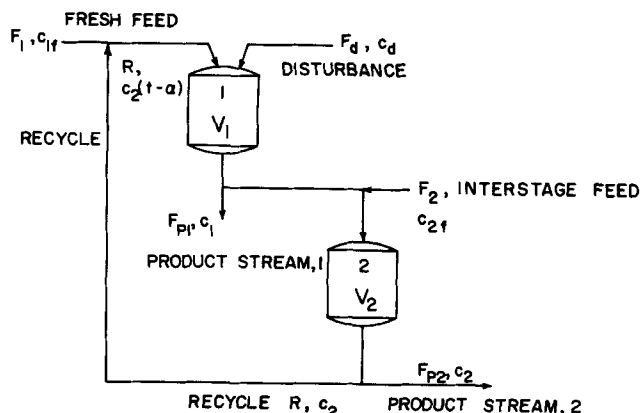 FRESH FEED
F1, c1f
Fd, cd
DISTURBANCE
R,
c2(t-α)
1
V1
RECYCLE
F2, INTERSTAGE FEED
c2f
FP1, c1
PRODUCT STREAM, 1
2
V2
FP2, c2
RECYCLE R, c2
PRODUCT STREAM, 2